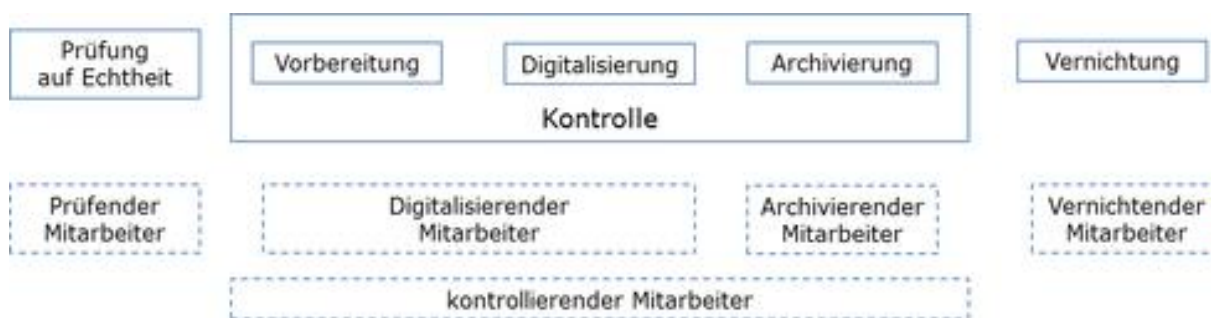 Prüfung
auf Echtheit
Vorbereitung
Digitalisierung
Archivierung
Kontrolle
Vernichtung
Prüfender
Mitarbeiter
Digitalisierender
Mitarbeiter
Archivierender
Mitarbeiter
Vernichtender
Mitarbeiter
kontrollierender Mitarbeiter